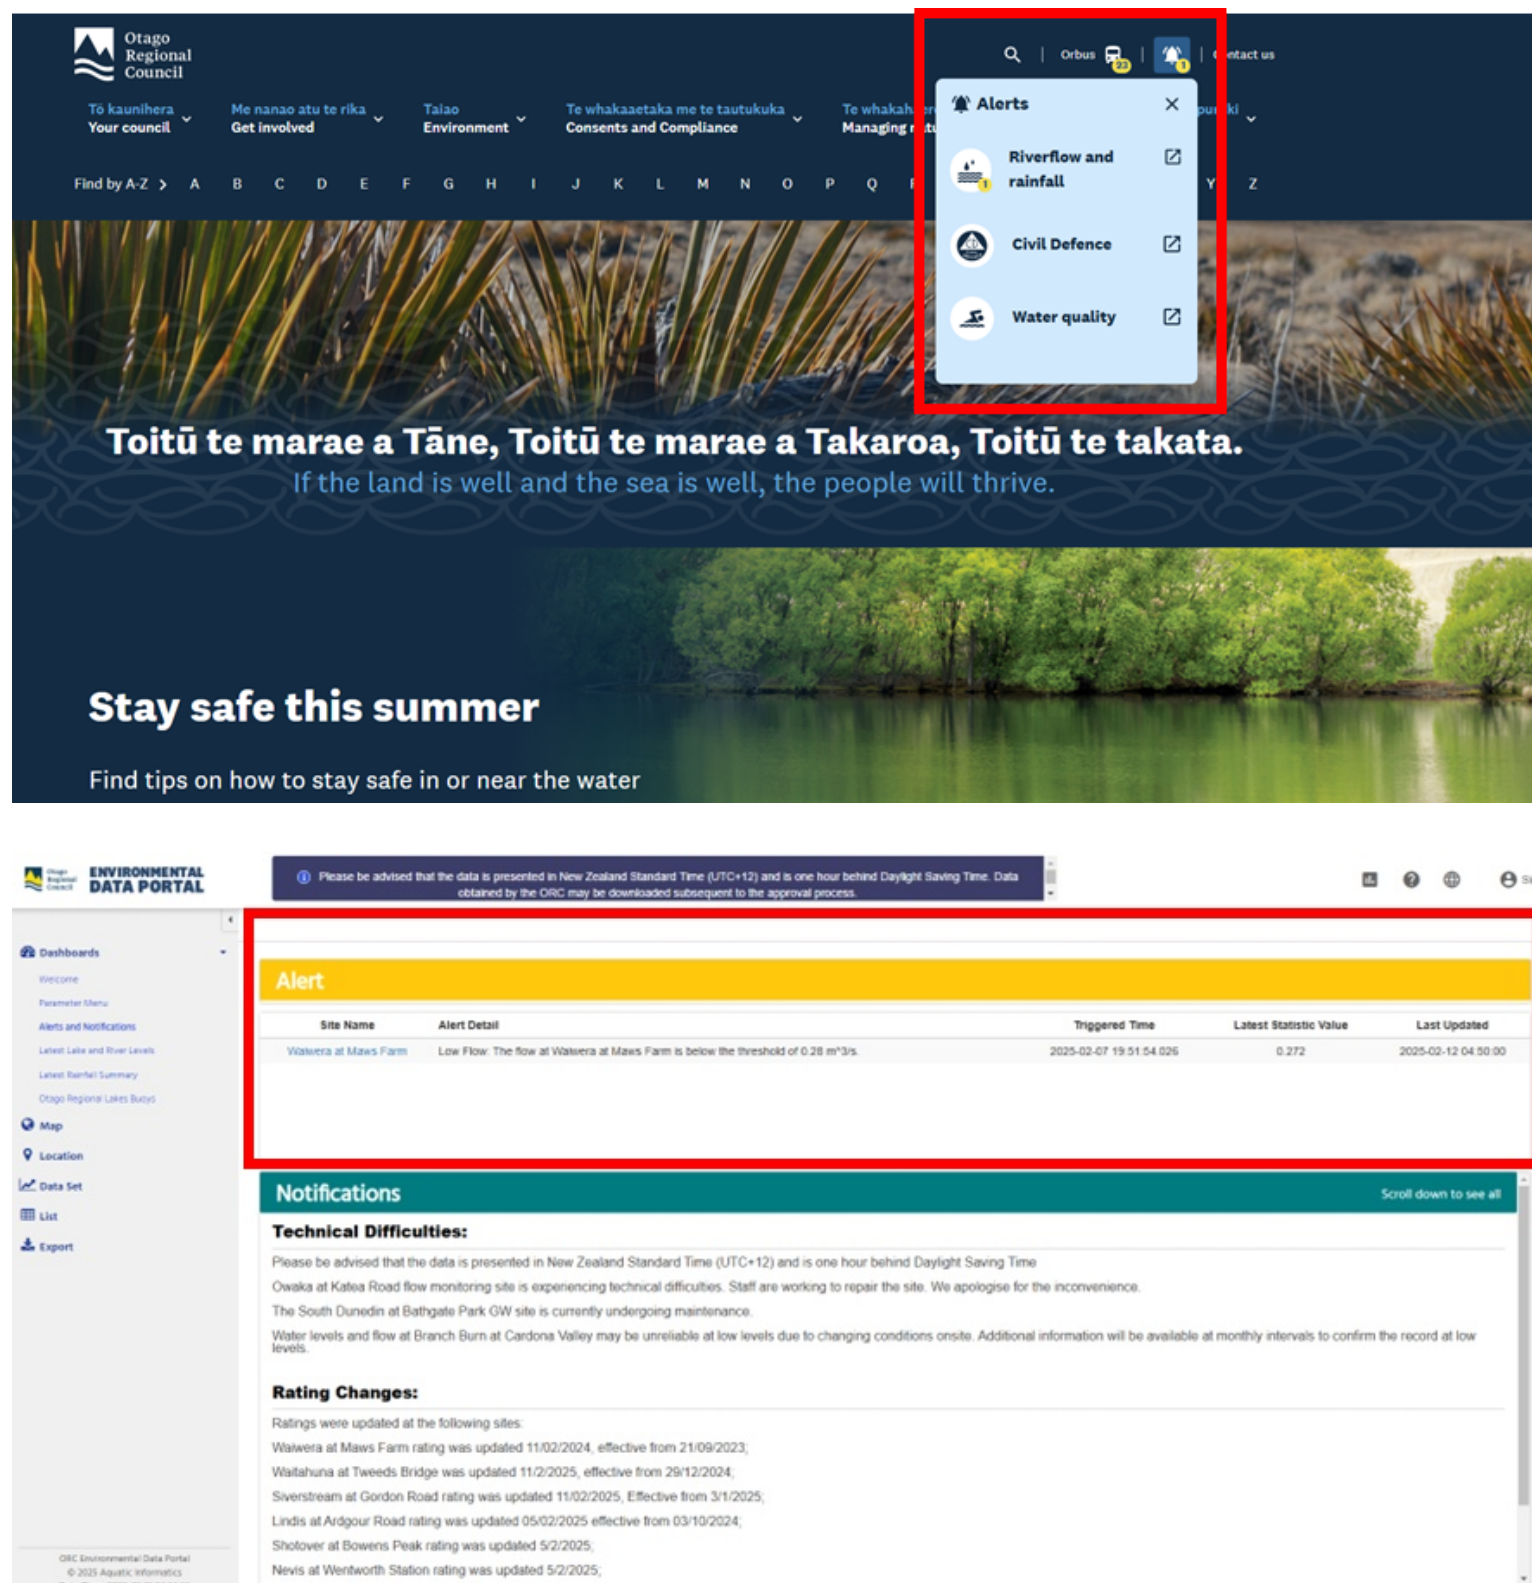 Otago
Regional
Council
Orbus 23
1
Contact us
Tō kaunihera
Your council
Me nanao atu te rika
Get involved
Taiao
Environment
Te whakaaetaka me te tautukuka
Consents and Compliance
Te whakah
Managing
Find by A-Z > A B C D E F G H I J K L M N O P Q Y Z
Alerts
Riverflow and
rainfall
1
Civil Defence
Water quality
Toitū te marae a Tāne, Toitū te marae a Takaroa, Toitū te takata.
If the land is well and the sea is well, the people will thrive.
Stay safe this summer
Find tips on how to stay safe in or near the water
Otago
Regional
Council
ENVIRONMENTAL
DATA PORTAL
Please be advised that the data is presented in New Zealand Standard Time (UTC+12) and is one hour behind Daylight Saving Time. Data
obtained by the ORC may be downloaded subsequent to the approval process.
Dashboards
Welcome
Parameter Menu
Alerts and Notifications
Latest Lake and River Levels
Latest Rainfall Summary
Otago Regional Lakes Buoys
Map
Location
Data Set
List
Export
Alert
Site Name Alert Detail Triggered Time Latest Statistic Value Last Updated
Waiwera at Maws Farm Low Flow: The flow at Waiwera at Maws Farm is below the threshold of 0.28 m^3/s. 2025-02-07 19:51:54.026 0.272 2025-02-12 04:50:00
Notifications
Scroll down to see all
Technical Difficulties:
Please be advised that the data is presented in New Zealand Standard Time (UTC+12) and is one hour behind Daylight Saving Time
Owaka at Katea Road flow monitoring site is experiencing technical difficulties. Staff are working to repair the site. We apologise for the inconvenience.
The South Dunedin at Bathgate Park GW site is currently undergoing maintenance.
Water levels and flow at Branch Burn at Cardona Valley may be unreliable at low levels due to changing conditions onsite. Additional information will be available at monthly intervals to confirm the record at low
levels.
Rating Changes:
Ratings were updated at the following sites:
Waiwera at Maws Farm rating was updated 11/02/2024, effective from 21/09/2023;
Waitahuna at Tweeds Bridge was updated 11/2/2025, effective from 29/12/2024;
Siverstream at Gordon Road rating was updated 11/02/2025, Effective from 3/1/2025;
Lindis at Ardgour Road rating was updated 05/02/2025 effective from 03/10/2024;
Shotover at Bowens Peak rating was updated 5/2/2025;
Nevis at Wentworth Station rating was updated 5/2/2025;
ORC Environmental Data Portal
© 2025 Aquatic Informatics